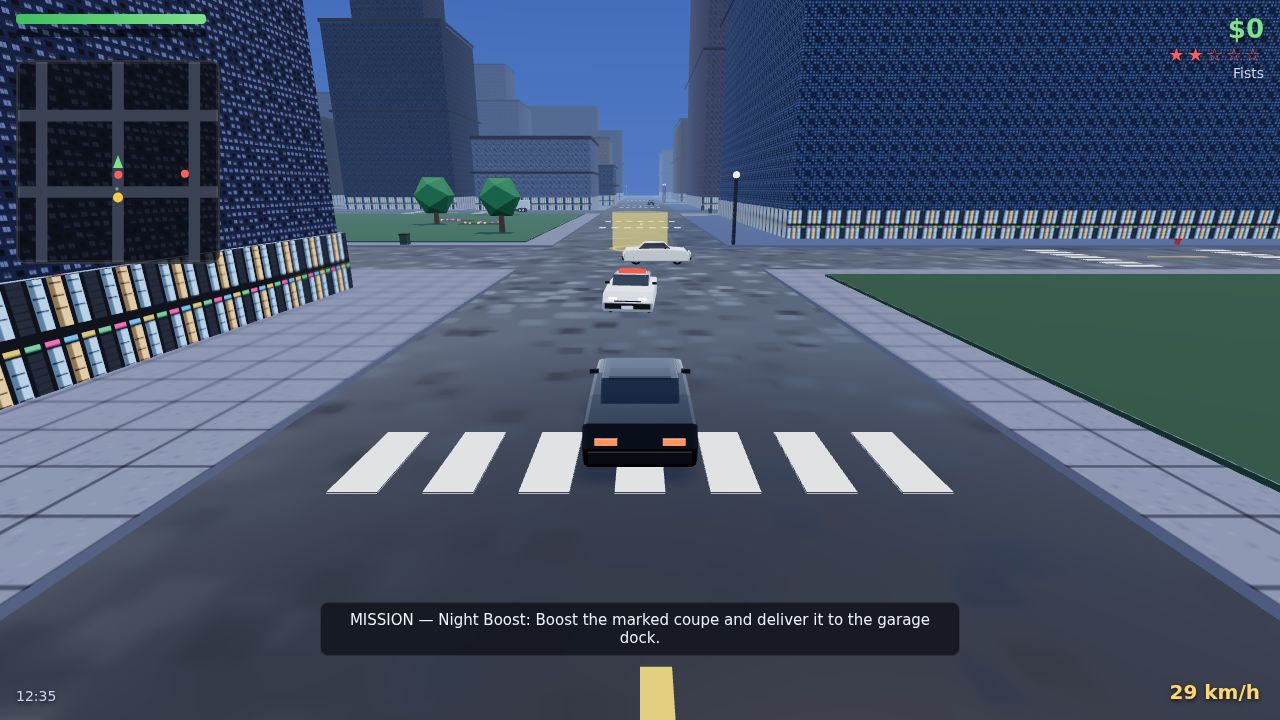 $0
★★☆☆☆
Fists
MISSION — Night Boost: Boost the marked coupe and deliver it to the garage
dock.
12:35
29 km/h